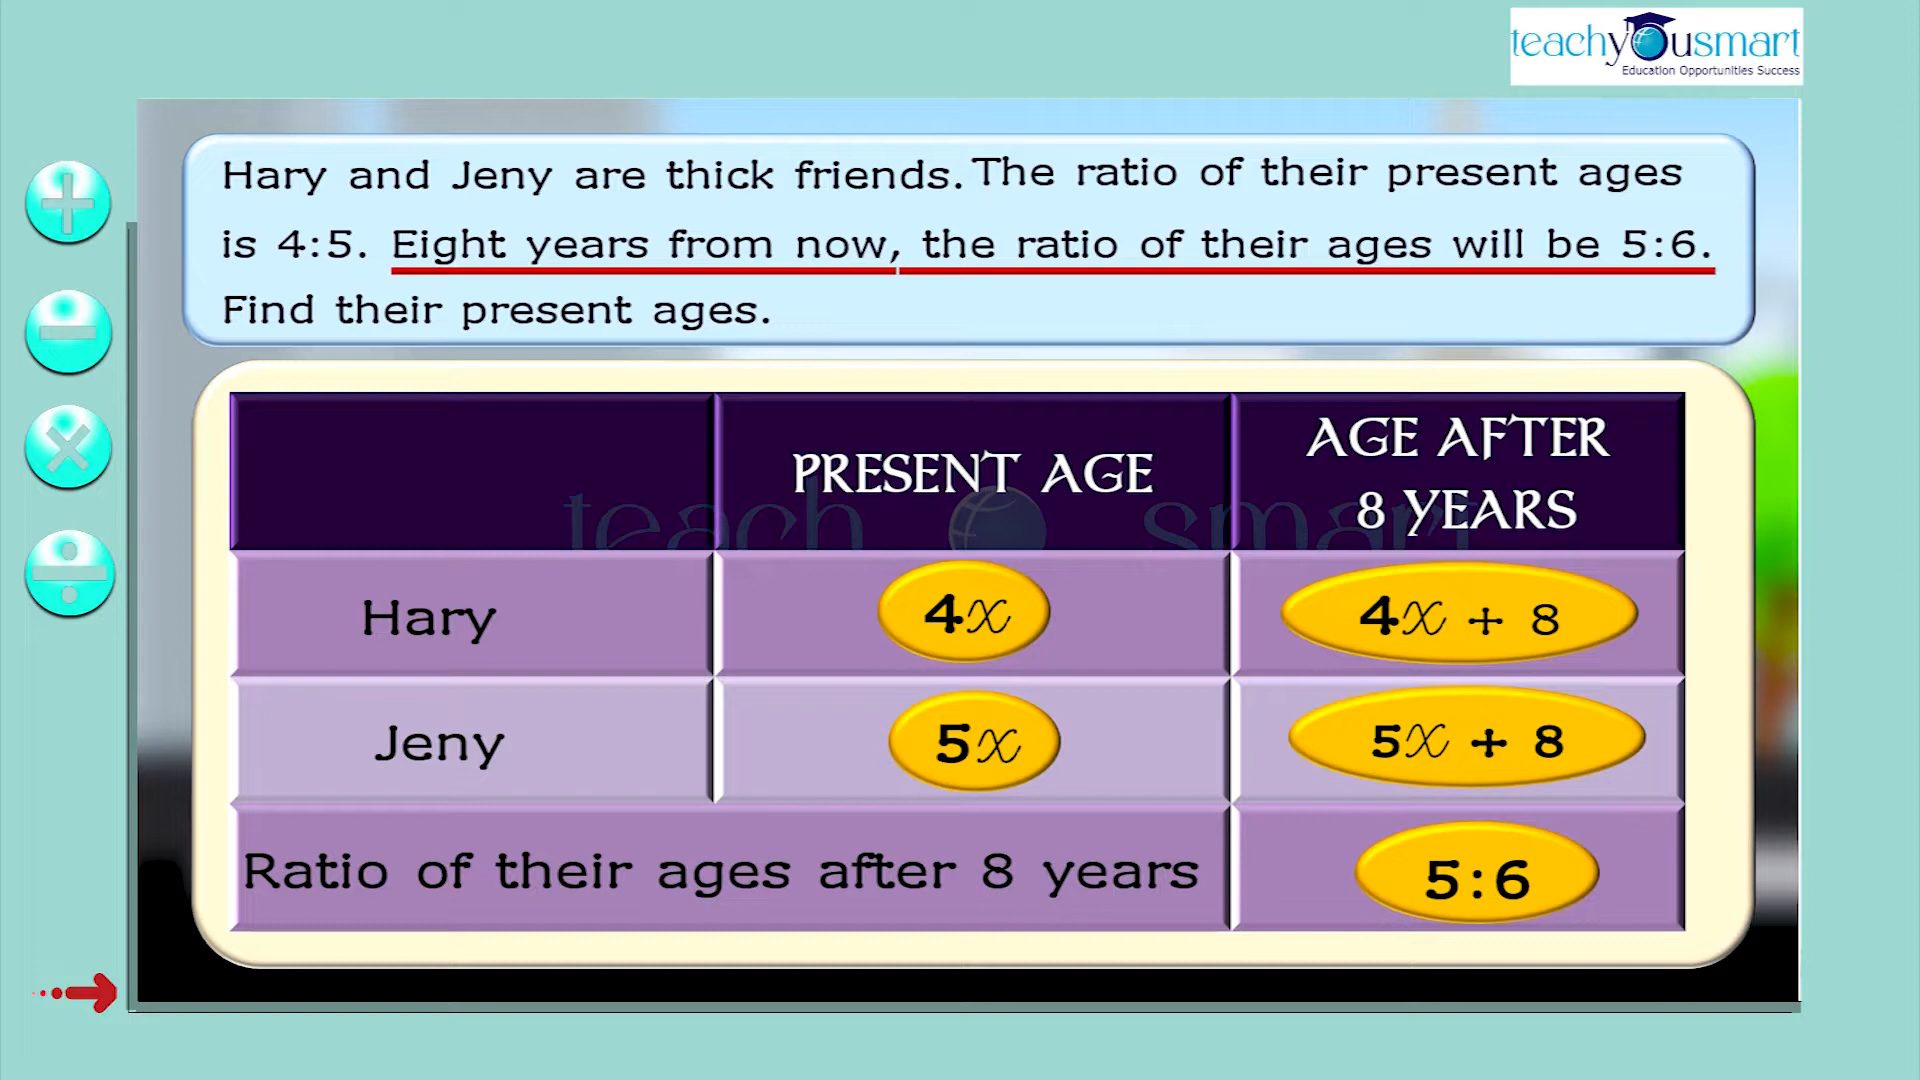 teachyousmart
Education Opportunities Success
Hary and Jeny are thick friends. The ratio of their present ages
is 4:5. Eight years from now, the ratio of their ages will be 5:6.
Find their present ages.
PRESENT AGE
AGE AFTER
8 YEARS
teach smart
Hary
4x
4x + 8
Jeny
5x
5x + 8
Ratio of their ages after 8 years
5:6